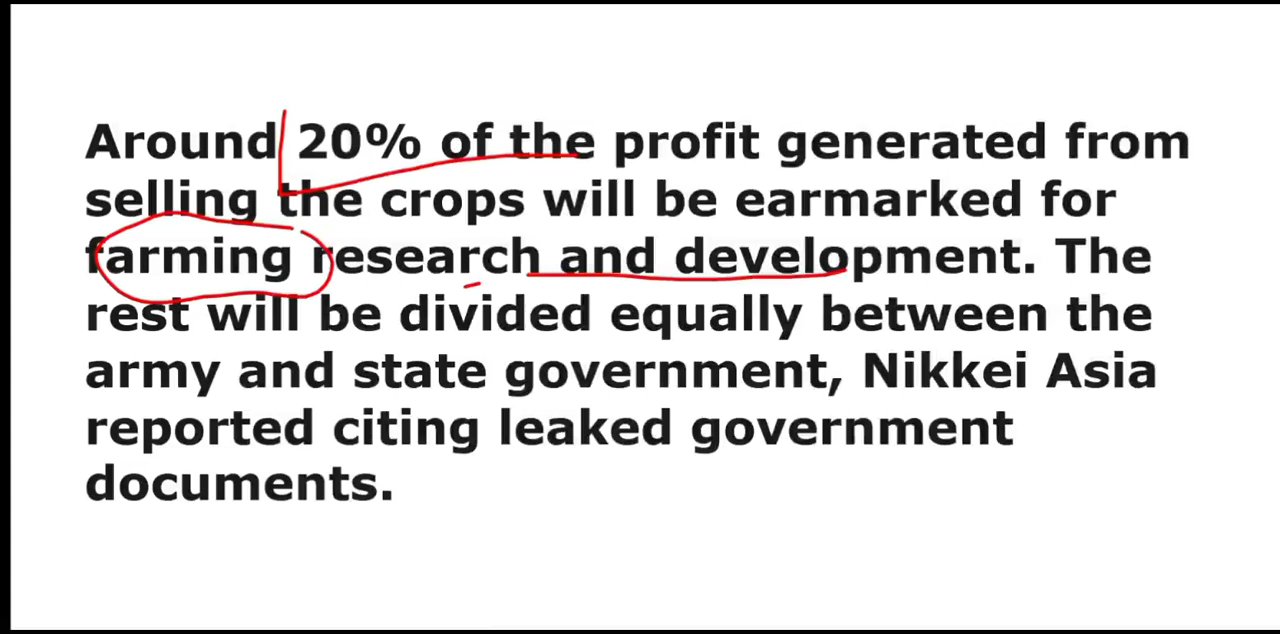 Around 20% of the profit generated from
selling the crops will be earmarked for
farming research and development. The
rest will be divided equally between the
army and state government, Nikkei Asia
reported citing leaked government
documents.